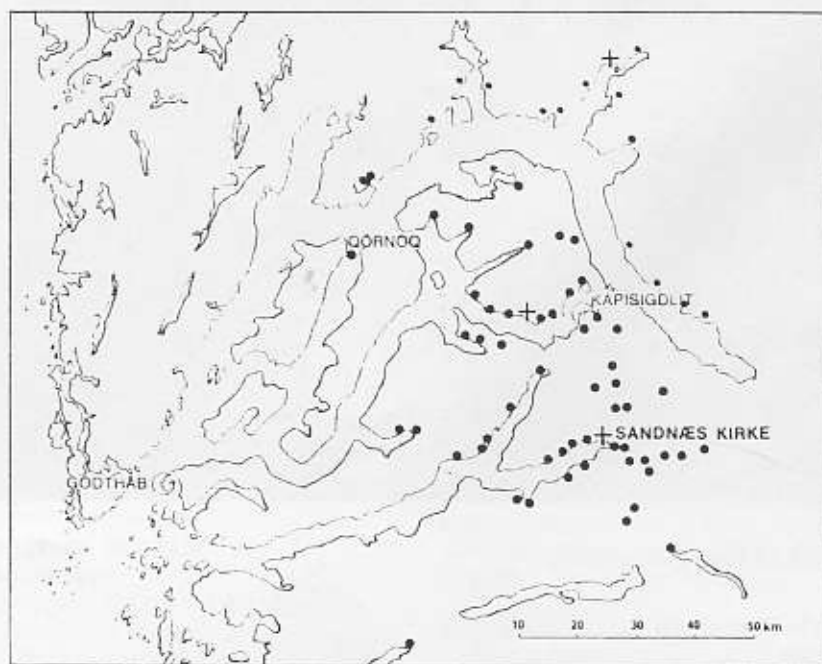 QÔRNOQ
KAPISIGDLIT
SANDNÆS KIRKE
GODTHÅB
10 20 30 40 50 km